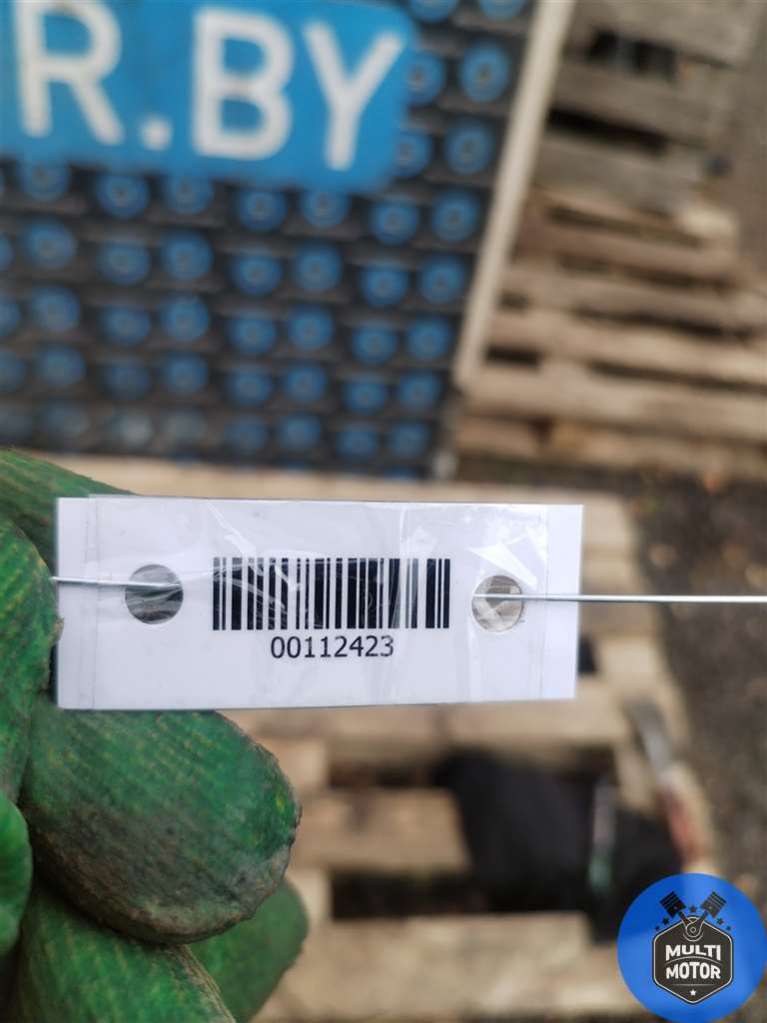 R.BY
00112423
MULTI
MOTOR